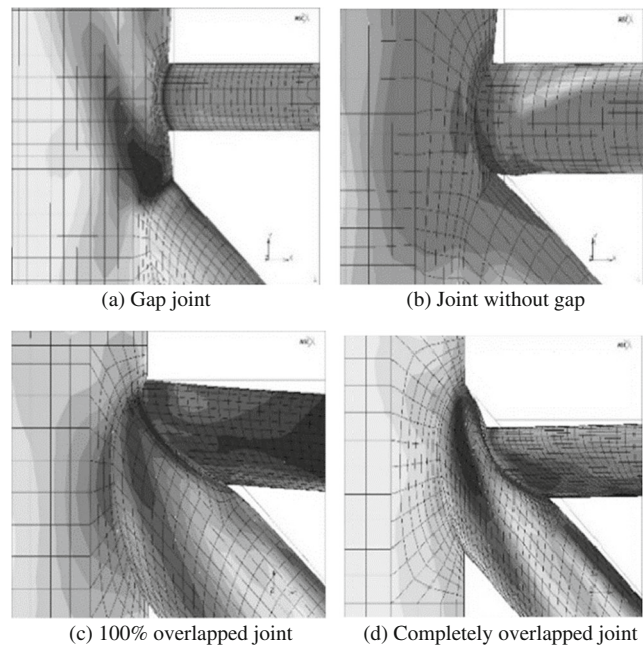 (a) Gap joint
(b) Joint without gap
(c) 100% overlapped joint
(d) Completely overlapped joint